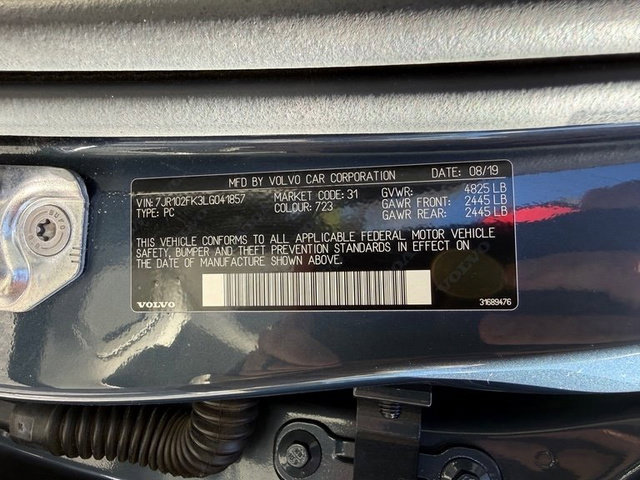 MFD BY VOLVO CAR CORPORATION DATE: 08/19
VIN:7JR102FK3LG041857 MARKET CODE: 31 GVWR: 4825 LB
TYPE: PC COLOUR: 723 GAWR FRONT: 2445 LB
GAWR REAR: 2445 LB
THIS VEHICLE CONFORMS TO ALL APPLICABLE FEDERAL MOTOR VEHICLE
SAFETY, BUMPER AND THEFT PREVENTION STANDARDS IN EFFECT ON
THE DATE OF MANUFACTURE SHOWN ABOVE.
VOLVO 31689476